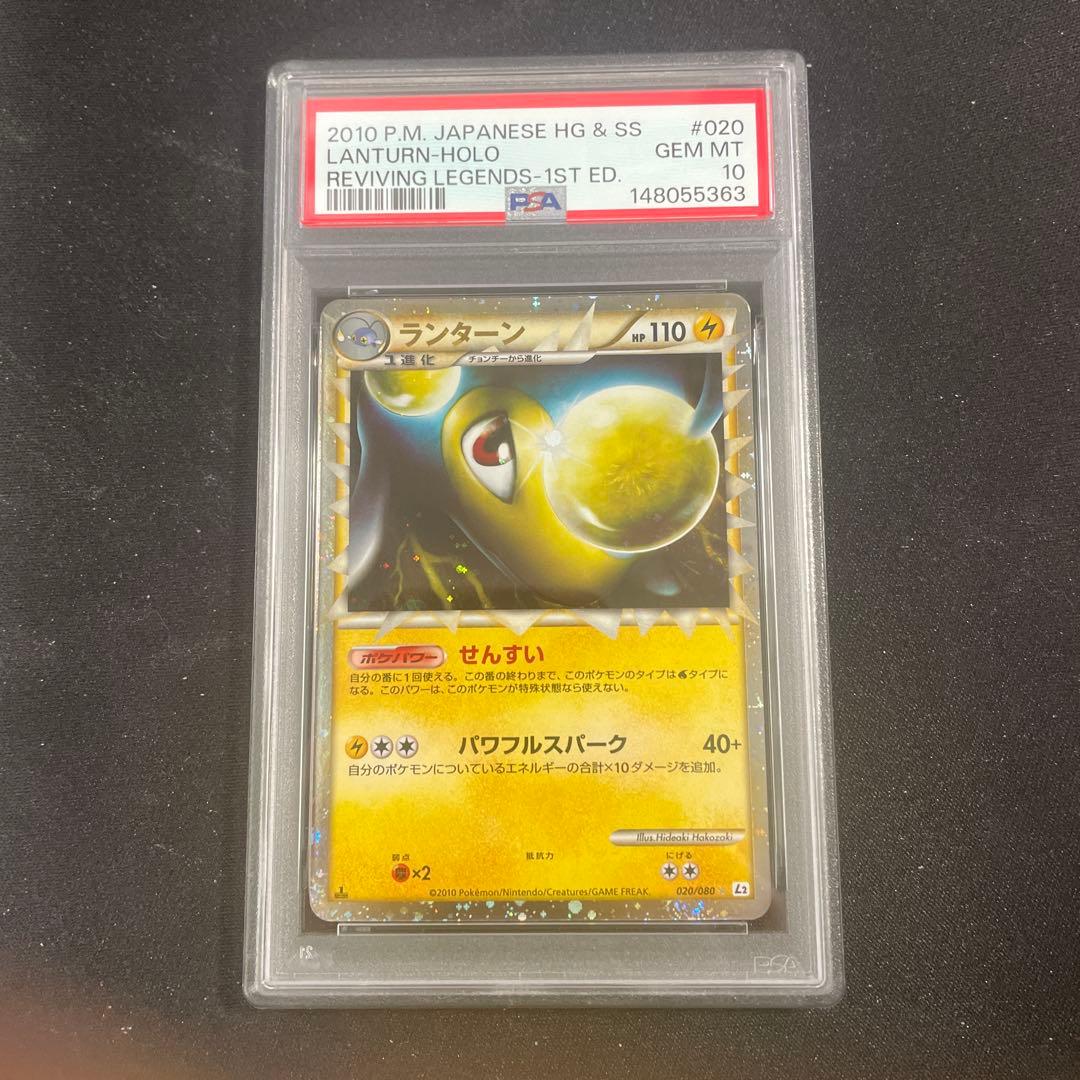 2010 P.M. JAPANESE HG & SS #020
LANTURN-HOLO GEM MT
REVIVING LEGENDS-1ST ED. 10
PSA 148055363
ランターン HP 110
1進化 チョンチーから進化
ポケパワー せんすい
自分の番に1回使える。この番の終わりまで、このポケモンのタイプはタイプに
なる。このパワーは、このポケモンが特殊状態なら使えない。
パワフルスパーク 40+
自分のポケモンについているエネルギーの合計×10ダメージを追加。
Illus. Hideaki Hakozaki
弱点 抵抗力 にげる
×2
©2010 Pokémon/Nintendo/Creatures/GAME FREAK. 020/080 L2
1
21
PSA